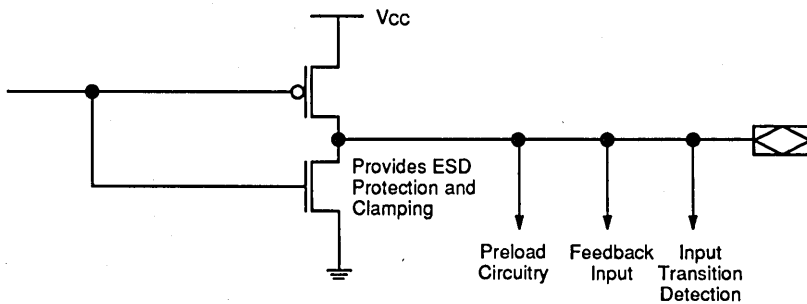 Vcc
Provides ESD
Protection and
Clamping
Preload
Circuitry
Feedback
Input
Input
Transition
Detection